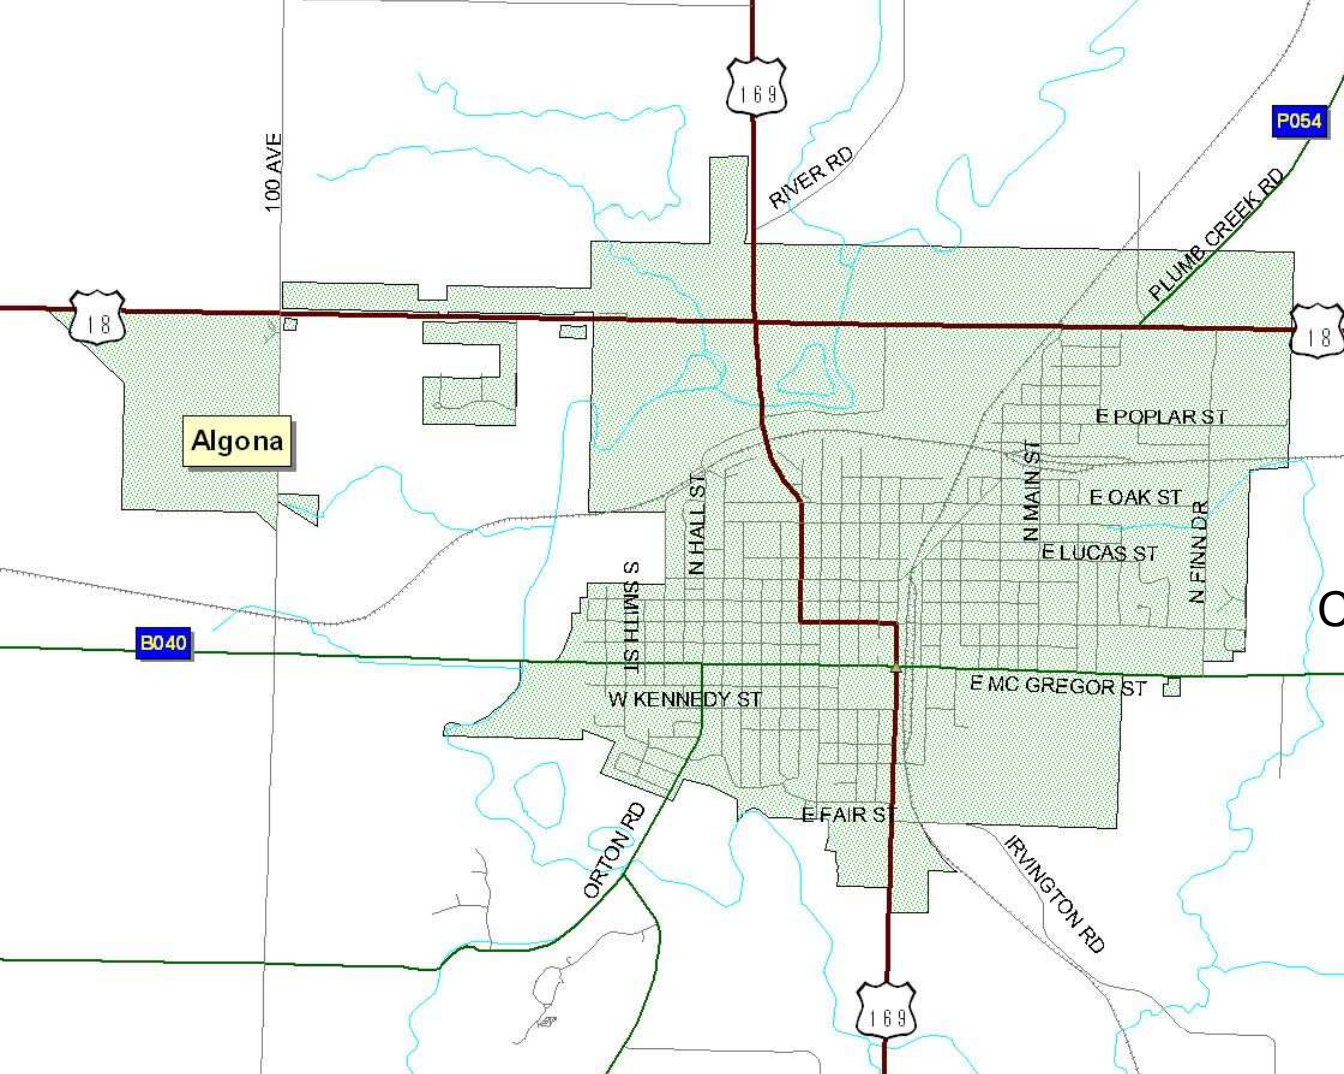 169
P054
RIVER RD
100 AVE
PLUMB CREEK RD
18
18
E POPLAR ST
Algona
N MAIN ST
E OAK ST
N HALL ST
E LUCAS ST
N FINN DR
S SMITH ST
B040
E MC GREGOR ST
W KENNEDY ST
E FAIR ST
ORTON RD
IRVINGTON RD
169